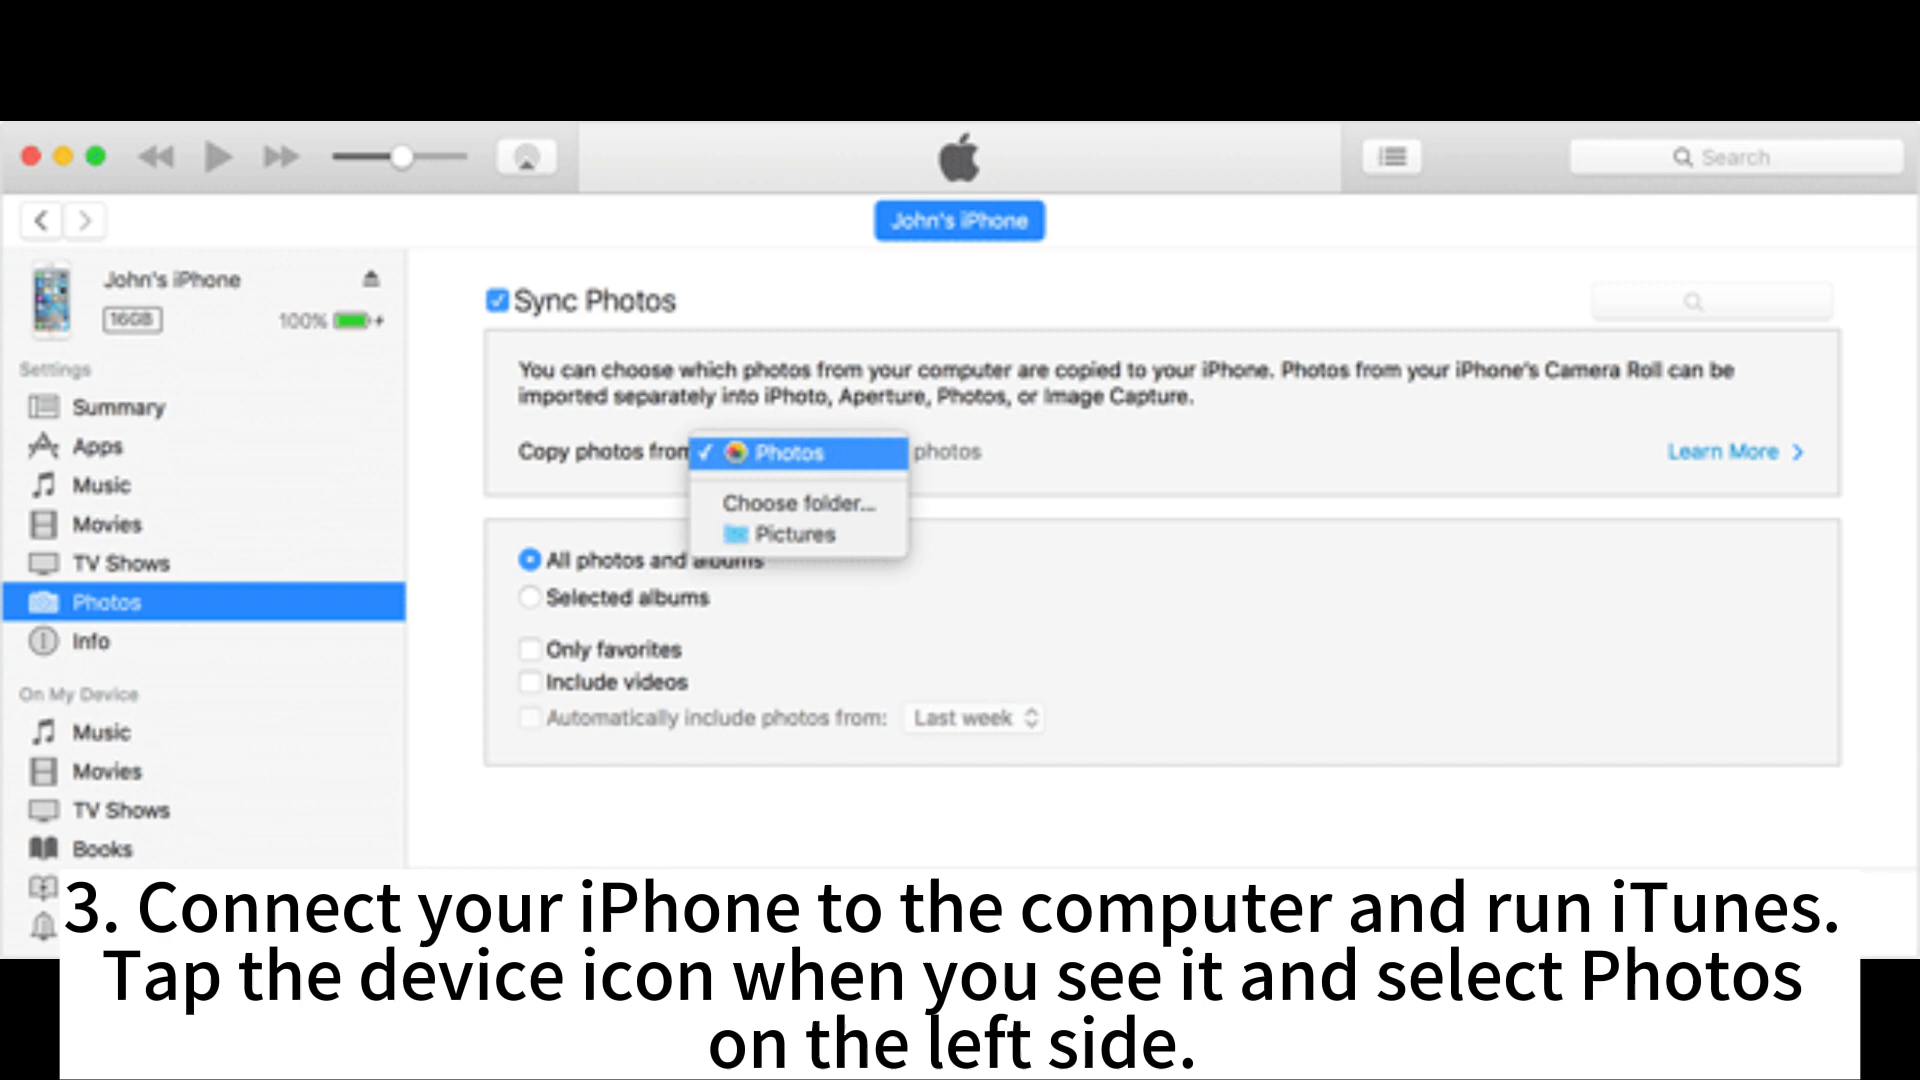 Search
John's iPhone
John's iPhone
16GB
100%
Settings
Summary
Apps
Music
Movies
TV Shows
Photos
Info
On My Device
Music
Movies
TV Shows
Books
Sync Photos
You can choose which photos from your computer are copied to your iPhone. Photos from your iPhone's Camera Roll can be
imported separately into iPhoto, Aperture, Photos, or Image Capture.
Copy photos from ✓ Photos photos Learn More >
Choose folder...
Pictures
All photos and albums
Selected albums
Only favorites
Include videos
Automatically include photos from: Last week
3. Connect your iPhone to the computer and run iTunes.
Tap the device icon when you see it and select Photos
on the left side.